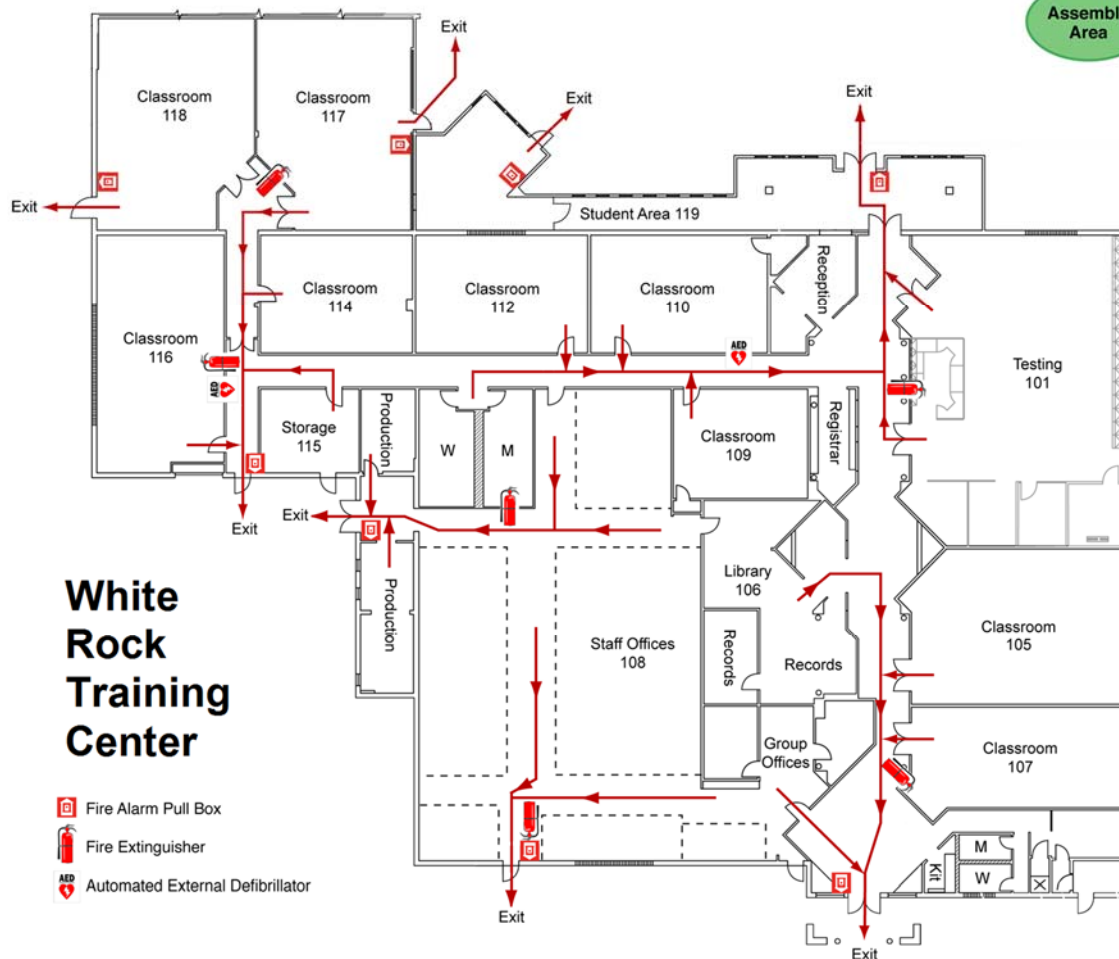 Assembl
Area
Exit
Exit
Exit
Classroom
118
Classroom
117
Exit
Exit
Student Area 119
Classroom
114
Classroom
112
Classroom
110
Reception
Classroom
116
AED
AED
Testing
101
Storage
115
Production
W
M
Classroom
109
Registrar
Exit
Exit
Production
Library
106
White
Rock
Training
Center
Staff Offices
108
Records
Records
Classroom
105
Group
Offices
Classroom
107
Fire Alarm Pull Box
Fire Extinguisher
AED
Automated External Defibrillator
M
W
Kit
Exit
Exit